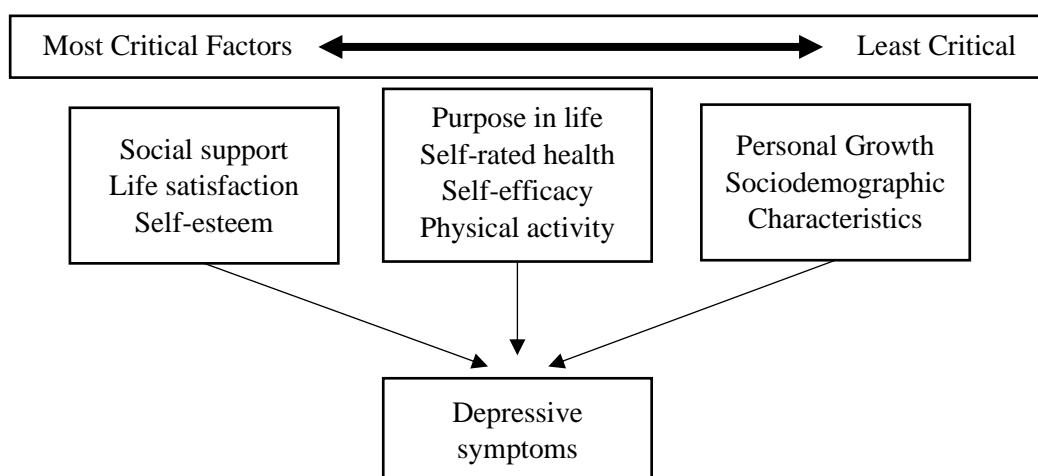 Most Critical Factors Least Critical
Social support
Life satisfaction
Self-esteem
Purpose in life
Self-rated health
Self-efficacy
Physical activity
Personal Growth
Sociodemographic
Characteristics
Depressive
symptoms